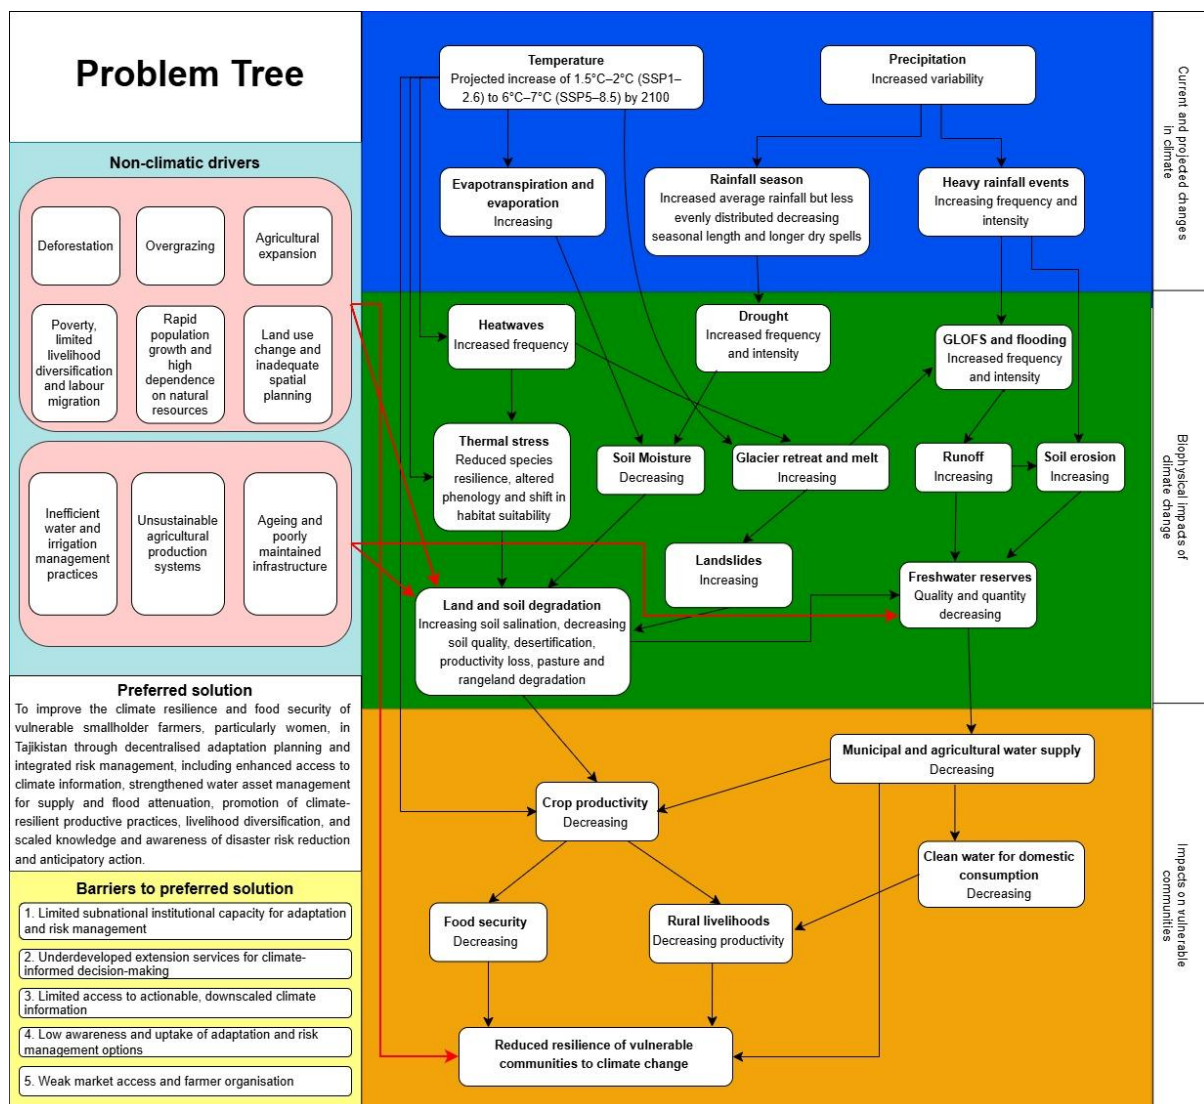 Problem Tree
Non-climatic drivers
Deforestation
Overgrazing
Agricultural
expansion
Poverty,
limited
livelihood
diversification
and labour
migration
Rapid
population
growth and
high
dependence
on natural
resources
Land use
change and
inadequate
spatial
planning
Inefficient
water and
irrigation
management
practices
Unsustainable
agricultural
production
systems
Ageing and
poorly
maintained
infrastructure
Preferred solution
To improve the climate resilience and food security of
vulnerable smallholder farmers, particularly women, in
Tajikistan through decentralised adaptation planning and
integrated risk management, including enhanced access to
climate information, strengthened water asset management
for supply and flood attenuation, promotion of climate-
resilient productive practices, livelihood diversification, and
scaled knowledge and awareness of disaster risk reduction
and anticipatory action.
Barriers to preferred solution
1. Limited subnational institutional capacity for adaptation
and risk management
2. Underdeveloped extension services for climate-
informed decision-making
3. Limited access to actionable, downscaled climate
information
4. Low awareness and uptake of adaptation and risk
management options
5. Weak market access and farmer organisation
Temperature
Projected increase of 1.5°C–2°C (SSP1–
2.6) to 6°C–7°C (SSP5–8.5) by 2100
Precipitation
Increased variability
Evapotranspiration and
evaporation
Increasing
Rainfall season
Increased average rainfall but less
evenly distributed decreasing
seasonal length and longer dry spells
Heavy rainfall events
Increasing frequency and
intensity
Current and projected changes
in climate
Heatwaves
Increased frequency
Drought
Increased frequency
and intensity
GLOFS and flooding
Increased frequency
and intensity
Thermal stress
Reduced species
resilience, altered
phenology and shift in
habitat suitability
Soil Moisture
Decreasing
Glacier retreat and melt
Increasing
Runoff
Increasing
Soil erosion
Increasing
Landslides
Increasing
Freshwater reserves
Quality and quantity
decreasing
Land and soil degradation
Increasing soil salination, decreasing
soil quality, desertification,
productivity loss, pasture and
rangeland degradation
Biophysical impacts of
climate change
Municipal and agricultural water supply
Decreasing
Crop productivity
Decreasing
Clean water for domestic
consumption
Decreasing
Food security
Decreasing
Rural livelihoods
Decreasing productivity
Reduced resilience of vulnerable
communities to climate change
Impacts on vulnerable
communities